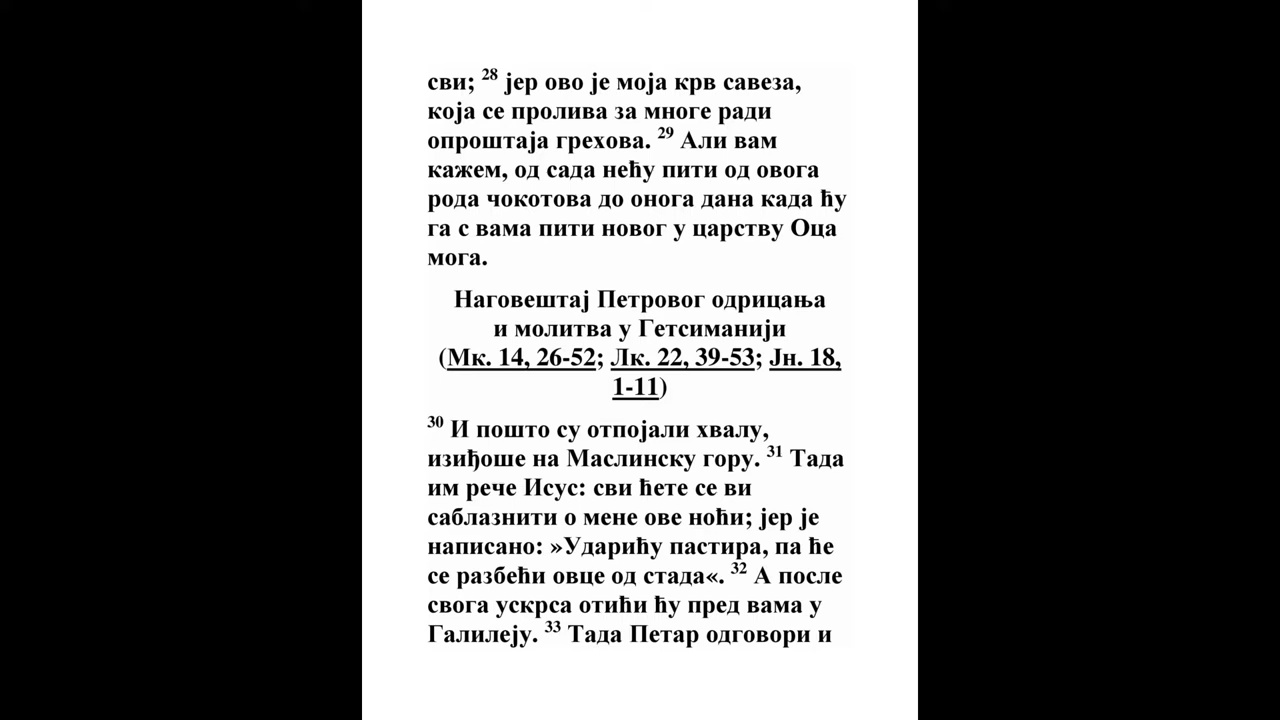 сви; 28 јер ово је моја крв савеза,
која се пролива за многе ради
опроштаја грехова. 29 Али вам
кажем, од сада нећу пити од овога
рода чокотова до онога дана када ћу
га с вама пити новог у царству Оца
мога.
Наговештај Петровог одрицања
и молитва у Гетсиманији
(Мк. 14, 26-52; Лк. 22, 39-53; Јн. 18,
1-11)
30 И пошто су отпојали хвалу,
изиђоше на Маслинску гору. 31 Тада
им рече Исус: сви ћете се ви
саблазнити о мене ове ноћи; јер је
написано: »Ударићу пастира, па ће
се разбећи овце од стада«. 32 А после
свога ускрса отићи ћу пред вама у
Галилеју. 33 Тада Петар одговори и